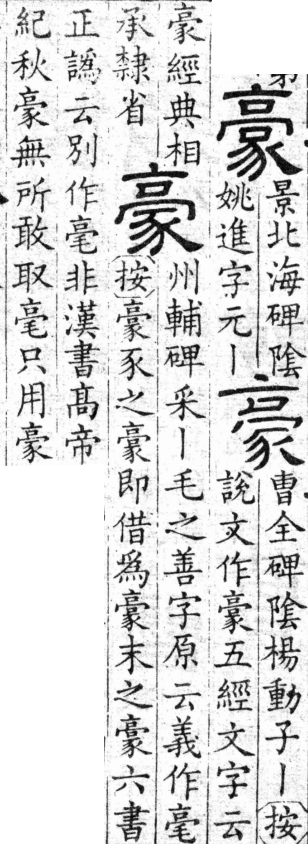 豪
景北海碑陰
姚進字元丨
豪
曹全碑陰楊動子丨按
說文作豪五經文字云
豪經典相
承隸省
豪
州輔碑采丨毛之善字原云義作毫
按豪豕之豪即借爲豪末之豪六書
正譌云別作毫非漢書高帝
紀秋豪無所敢取毫只用豪